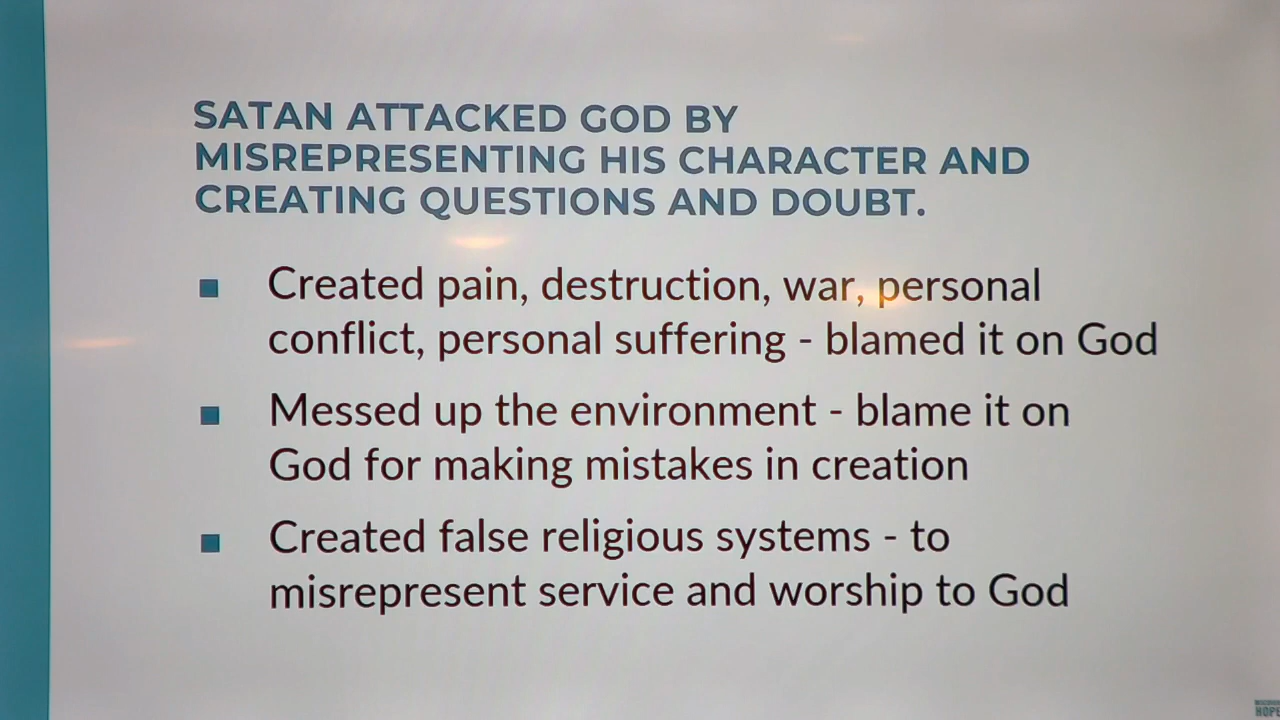 SATAN ATTACKED GOD BY
MISREPRESENTING HIS CHARACTER AND
CREATING QUESTIONS AND DOUBT.
■ Created pain, destruction, war, personal
conflict, personal suffering - blamed it on God
■ Messed up the environment - blame it on
God for making mistakes in creation
■ Created false religious systems - to
misrepresent service and worship to God
HOPE